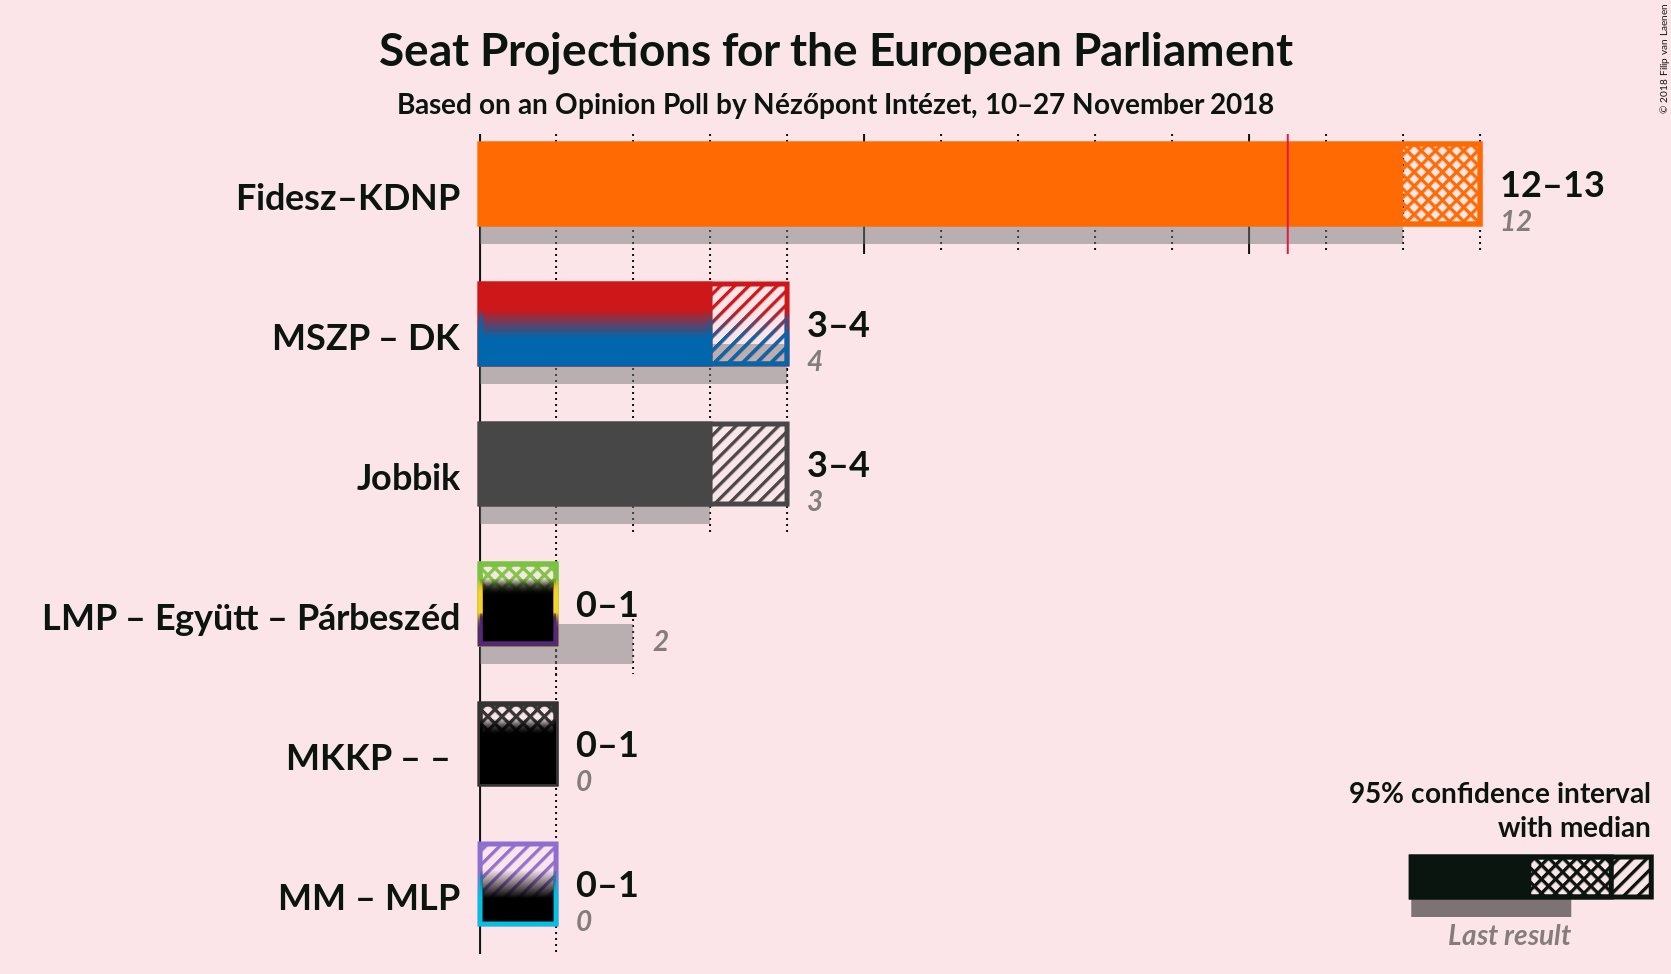 Seat Projections for the European Parliament
Based on an Opinion Poll by Nézőpont Intézet, 10–27 November 2018
© 2018 Filip van Laenen
Fidesz–KDNP
12–13
12
MSZP – DK
3–4
4
Jobbik
3–4
3
LMP – Együtt – Párbeszéd
0–1
2
MKKP – –
0–1
0
MM – MLP
0–1
0
95% confidence interval
with median
Last result